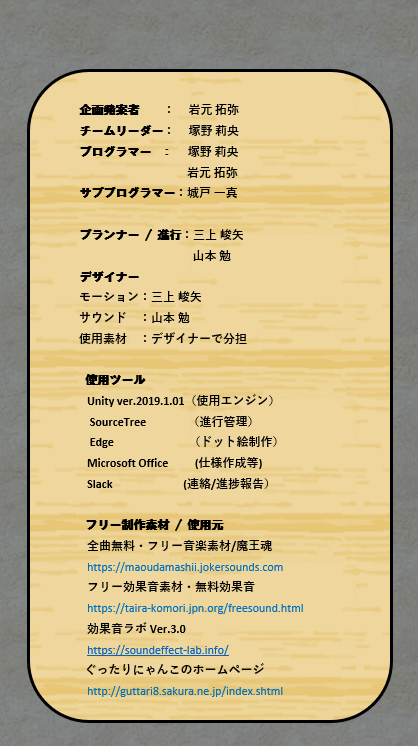 企画発案者　　：　岩元 拓弥
チームリーダー：　塚野 莉央
プログラマー　：　塚野 莉央
岩元 拓弥
サブプログラマー：城戸 一真
プランナー / 進行：三上 峻矢
山本 勉
デザイナー
モーション：三上 峻矢
サウンド　：山本 勉
使用素材　：デザイナーで分担
使用ツール
Unity ver.2019.1.01（使用エンジン）
SourceTree　　　（進行管理）
Edge　　　　　　（ドット絵制作）
Microsoft Office　　(仕様作成等)
Slack　　　　　　(連絡/進捗報告）
フリー制作素材 / 使用元
全曲無料・フリー音楽素材/魔王魂
https://maoudamashii.jokersounds.com
フリー効果音素材・無料効果音
https://taira-komori.jpn.org/freesound.html
効果音ラボ Ver.3.0
https://soundeffect-lab.info/
ぐったりにゃんこのホームページ
http://guttari8.sakura.ne.jp/index.shtml